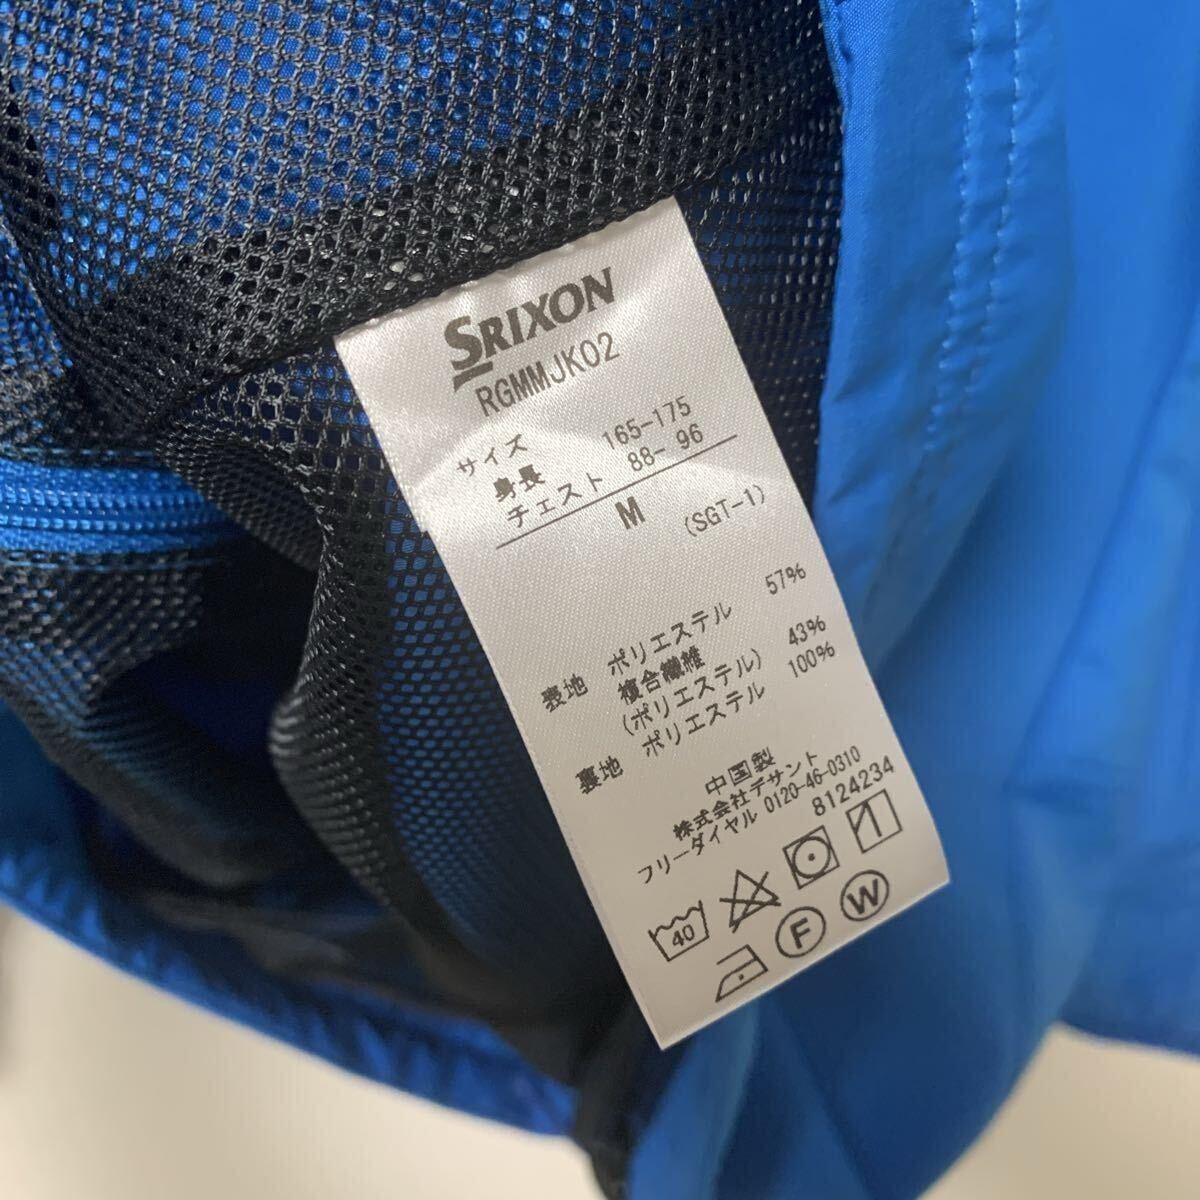 SRIXON
RGMMJK02
サイズ
身長 165-175
チェスト 88- 96
M (SGT-1)
表地 ポリエステル 57%
複合繊維
(ポリエステル) 43%
裏地 ポリエステル 100%
中国製
株式会社デサント
フリーダイヤル 0120-46-0310
8124234
40
F
W